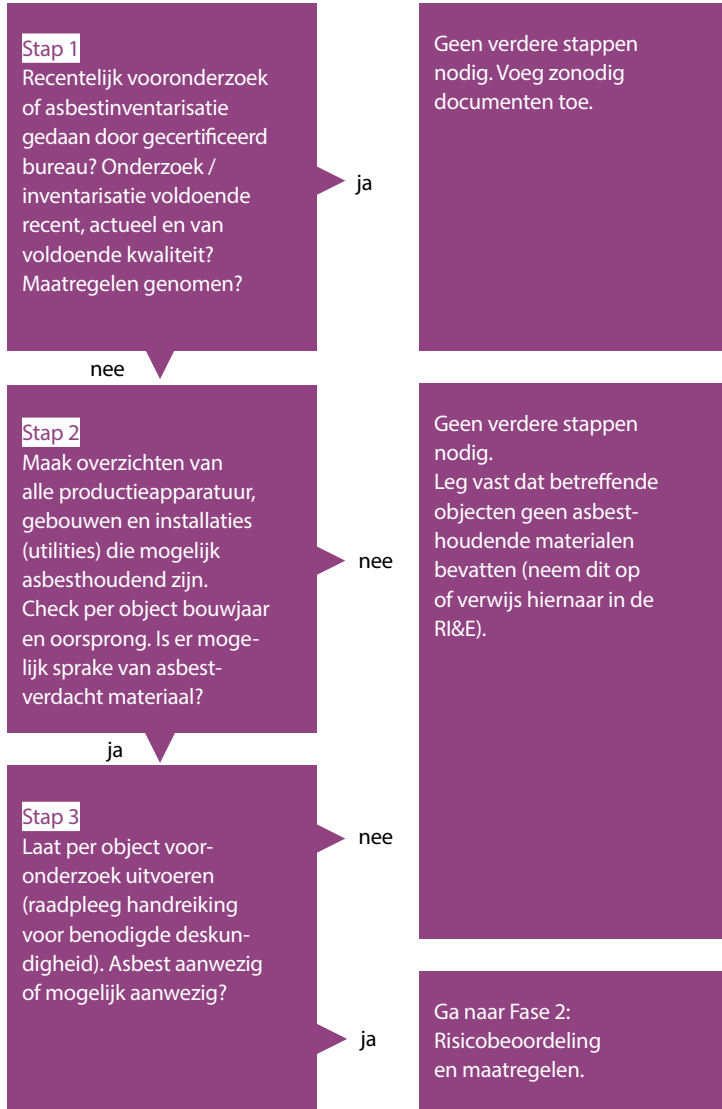 Stap 1
Recentelijk vooronderzoek
of asbestinventarisatie
gedaan door gecertificeerd
bureau? Onderzoek /
inventarisatie voldoende
recent, actueel en van
voldoende kwaliteit?
Maatregelen genomen?
ja
Geen verdere stappen
nodig. Voeg zonodig
documenten toe.
nee
Stap 2
Maak overzichten van
alle productieapparatuur,
gebouwen en installaties
(utilities) die mogelijk
asbesthoudend zijn.
Check per object bouwjaar
en oorsprong. Is er moge-
lijk sprake van asbest-
verdacht materiaal?
nee
Geen verdere stappen
nodig.
Leg vast dat betreffende
objecten geen asbest-
houdende materialen
bevatten (neem dit op
of verwijs hiernaar in de
RI&E).
ja
Stap 3
Laat per object voor-
onderzoek uitvoeren
(raadpleeg handreiking
voor benodigde deskun-
digheid). Asbest aanwezig
of mogelijk aanwezig?
nee
ja
Ga naar Fase 2:
Risicobeoordeling
en maatregelen.